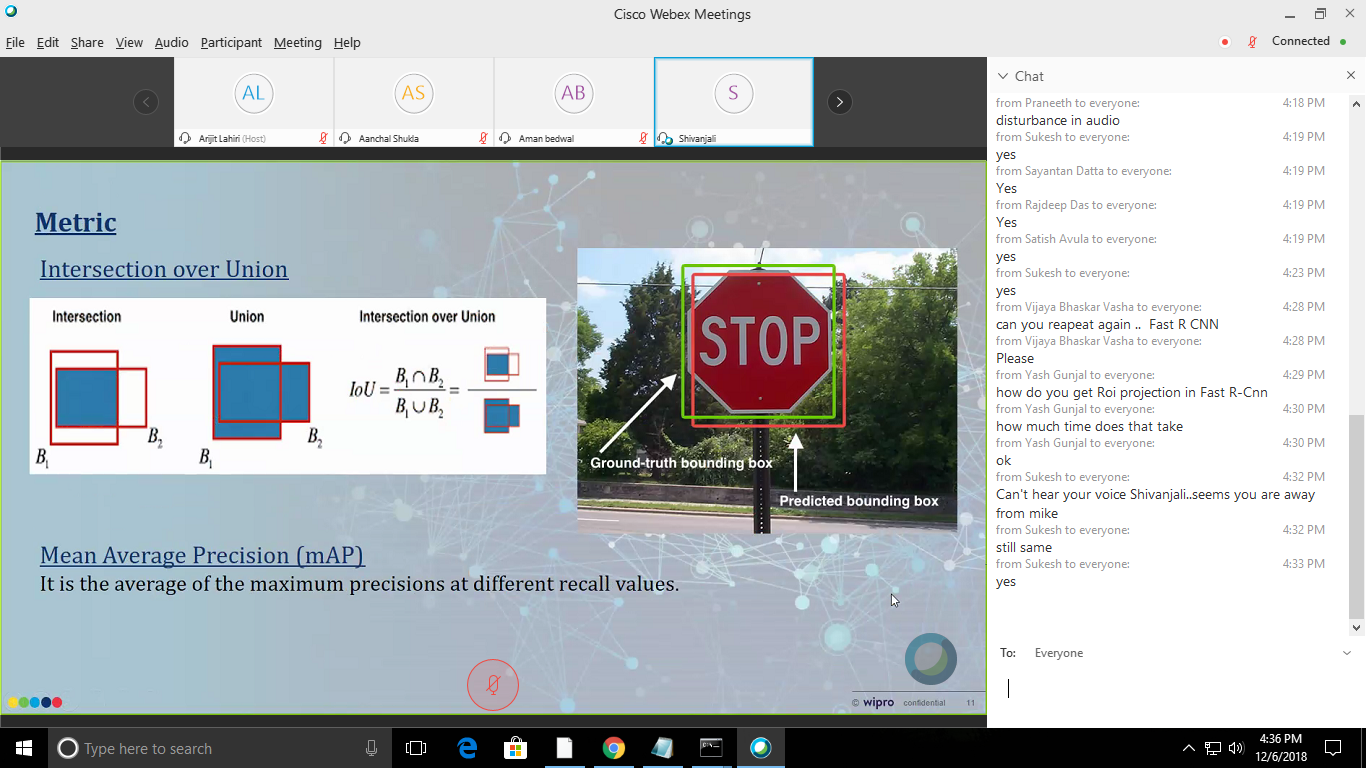 Cisco Webex Meetings
File Edit Share View Audio Participant Meeting Help
Connected
AL
Arijit Lahiri (Host)
AS
Aanchal Shukla
AB
Aman bedwal
S
Shivanjali
Metric
Intersection over Union
Intersection Union Intersection over Union
B1 B2
B1 B2
IoU = B1 ∩ B2 / B1 ∪ B2 =
STOP
Ground-truth bounding box
Predicted bounding box
Mean Average Precision (mAP)
It is the average of the maximum precisions at different recall values.
© wipro confidential 11
Chat
from Praneeth to everyone: 4:18 PM
disturbance in audio
from Sukesh to everyone: 4:19 PM
yes
from Sayantan Datta to everyone: 4:19 PM
Yes
from Rajdeep Das to everyone: 4:19 PM
Yes
from Satish Avula to everyone: 4:19 PM
yes
from Sukesh to everyone: 4:23 PM
yes
from Vijaya Bhaskar Vasha to everyone: 4:28 PM
can you reapeat again .. Fast R CNN
from Vijaya Bhaskar Vasha to everyone: 4:28 PM
Please
from Yash Gunjal to everyone: 4:29 PM
how do you get Roi projection in Fast R-Cnn
from Yash Gunjal to everyone: 4:30 PM
how much time does that take
from Yash Gunjal to everyone: 4:30 PM
ok
from Sukesh to everyone: 4:32 PM
Can't hear your voice Shivanjali..seems you are away
from mike
from Sukesh to everyone: 4:32 PM
still same
from Sukesh to everyone: 4:33 PM
yes
To: Everyone
Type here to search
4:36 PM
12/6/2018